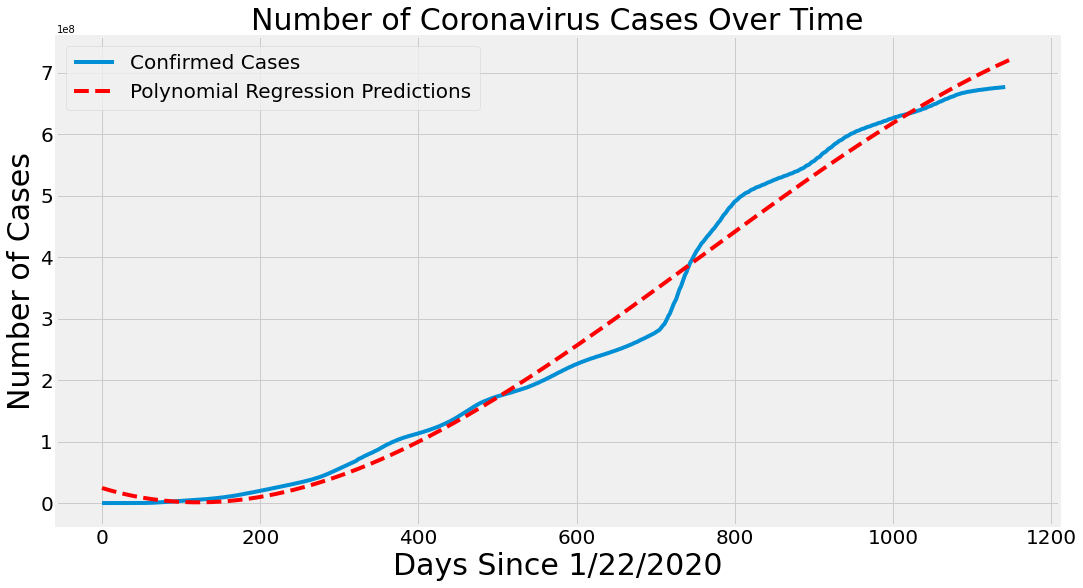 Number of Coronavirus Cases Over Time
1e8
Confirmed Cases
Polynomial Regression Predictions
7
6
5
4
3
2
1
0
Number of Cases
0 200 400 600 800 1000 1200
Days Since 1/22/2020